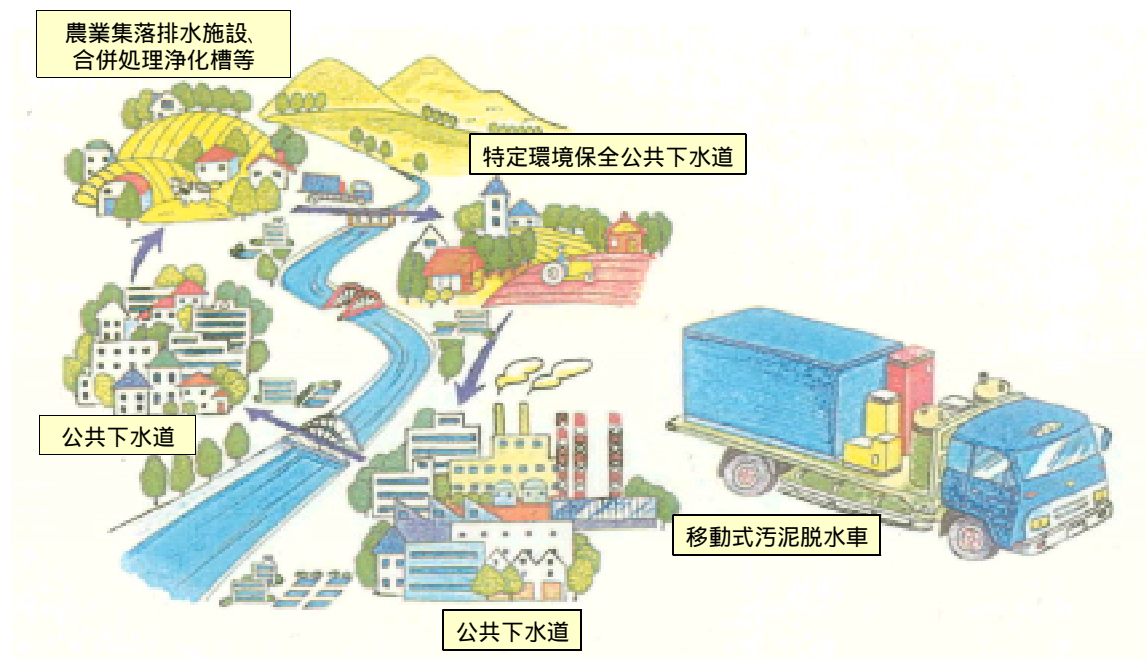 農業集落排水施設、
合併処理浄化槽等
特定環境保全公共下水道
公共下水道
移動式汚泥脱水車
公共下水道